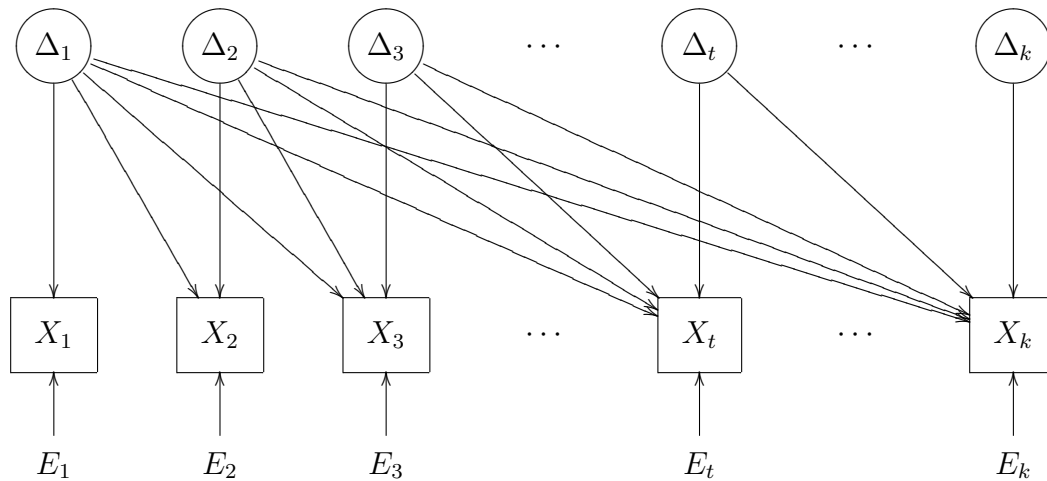 Δ₁ Δ₂ Δ₃ ⋯ Δₜ ⋯ Δₖ
X₁ X₂ X₃ ⋯ Xₜ ⋯ Xₖ
E₁ E₂ E₃ Eₜ Eₖ